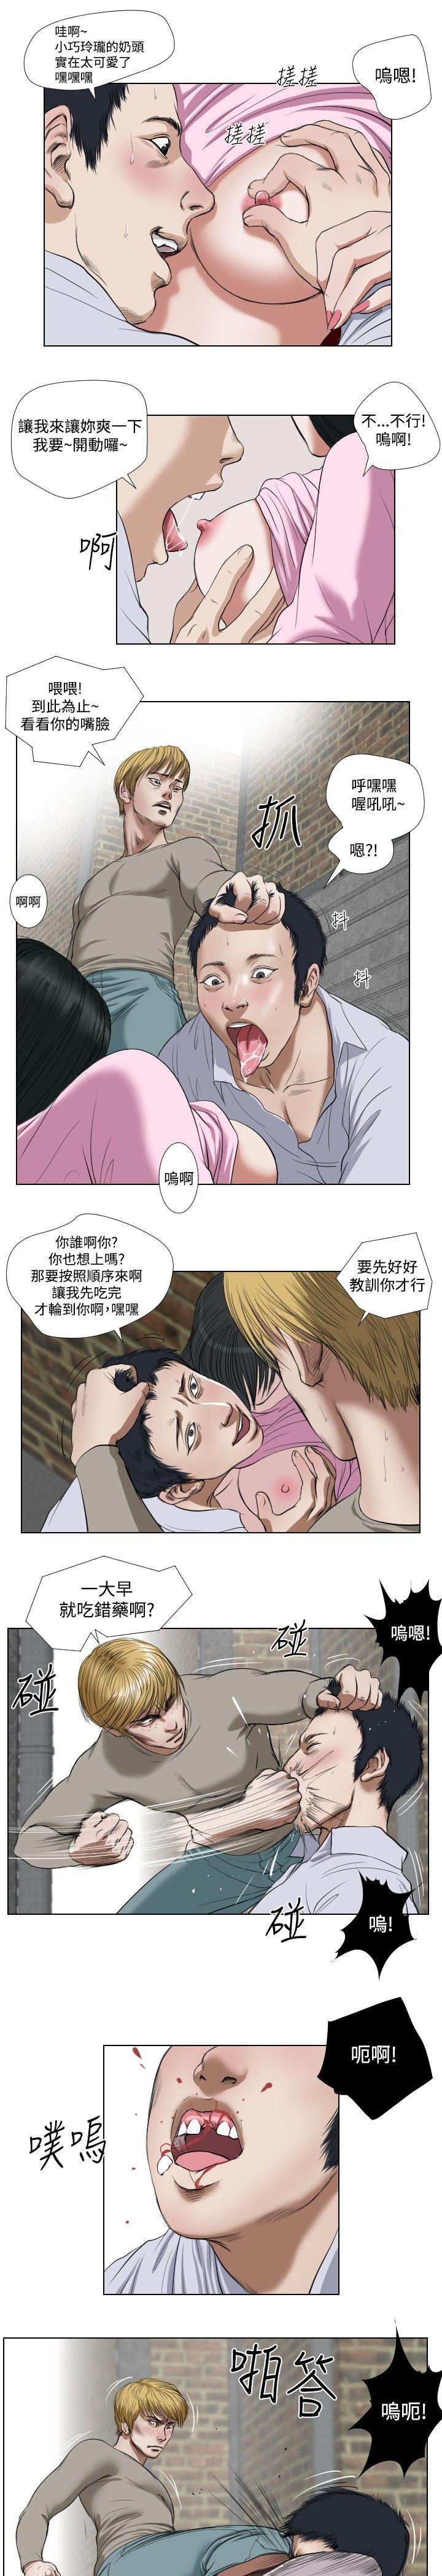 哇啊~
小巧玲瓏的奶頭
實在太可愛了
嘿嘿嘿
搓搓
搓搓
嗚嗯!
讓我來讓妳爽一下
我要~開動囉~
不...不行!
嗚啊!
啊
喂喂!
到此為止~
看看你的嘴臉
抓
呼嘿嘿
喔吼吼~
嗯?!
啊啊
抖
抖
嗚啊
你誰啊你?
你也想上嗎?
那要按照順序來啊
讓我先吃完
才輪到你啊,嘿嘿
要先好好
教訓你才行
一大早
就吃錯藥啊?
碰
碰
嗚嗯!
碰
嗚!
呃啊!
噗嗚
啪答
嗚呃!